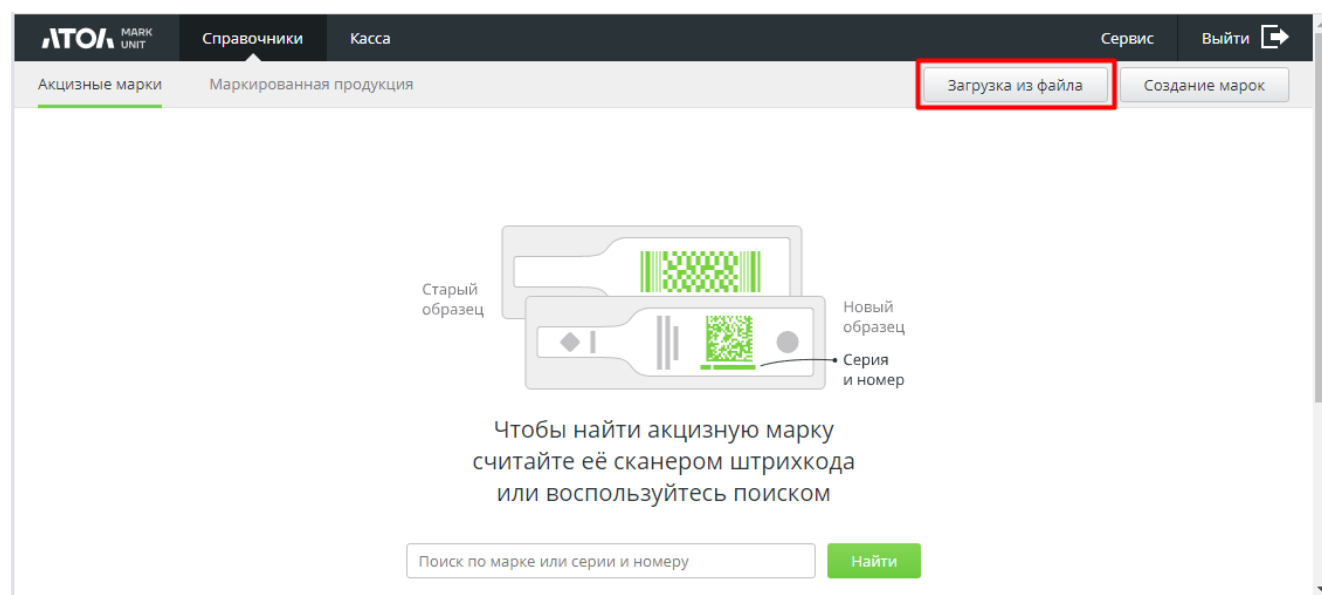 АТОЛ MARK UNIT Справочники Касса Сервис Выйти
Акцизные марки Маркированная продукция Загрузка из файла Создание марок
Старый
образец
Новый
образец
Серия
и номер
Чтобы найти акцизную марку
считайте её сканером штрихкода
или воспользуйтесь поиском
Поиск по марке или серии и номеру Найти